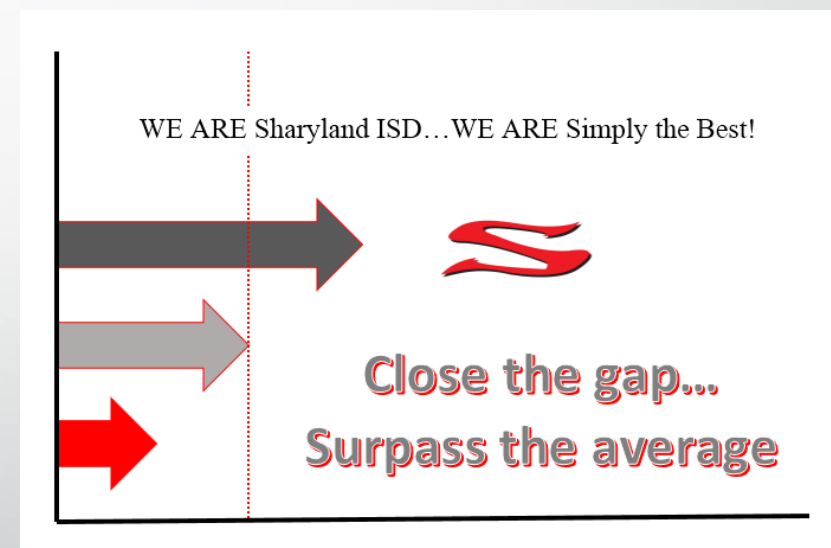 WE ARE Sharyland ISD…WE ARE Simply the Best!
Close the gap...
Surpass the average